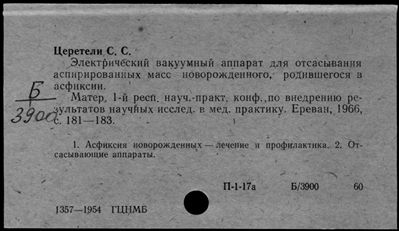 Церетели С. С.
Электрический вакуумный аппарат для отсасывания
аспирированных масс новорожденного, родившегося в
асфиксии.
Б
3900
Матер. 1-й респ. науч.-практ. конф. по внедрению ре-
зультатов научных исслед. в мед. практику. Ереван, 1966,
с. 181—183.
1. Асфиксия новорожденных — лечение и профилактика. 2. От-
сасывающие аппараты.
П-1-17а Б/3900 60
1357—1954 ГЦНМБ